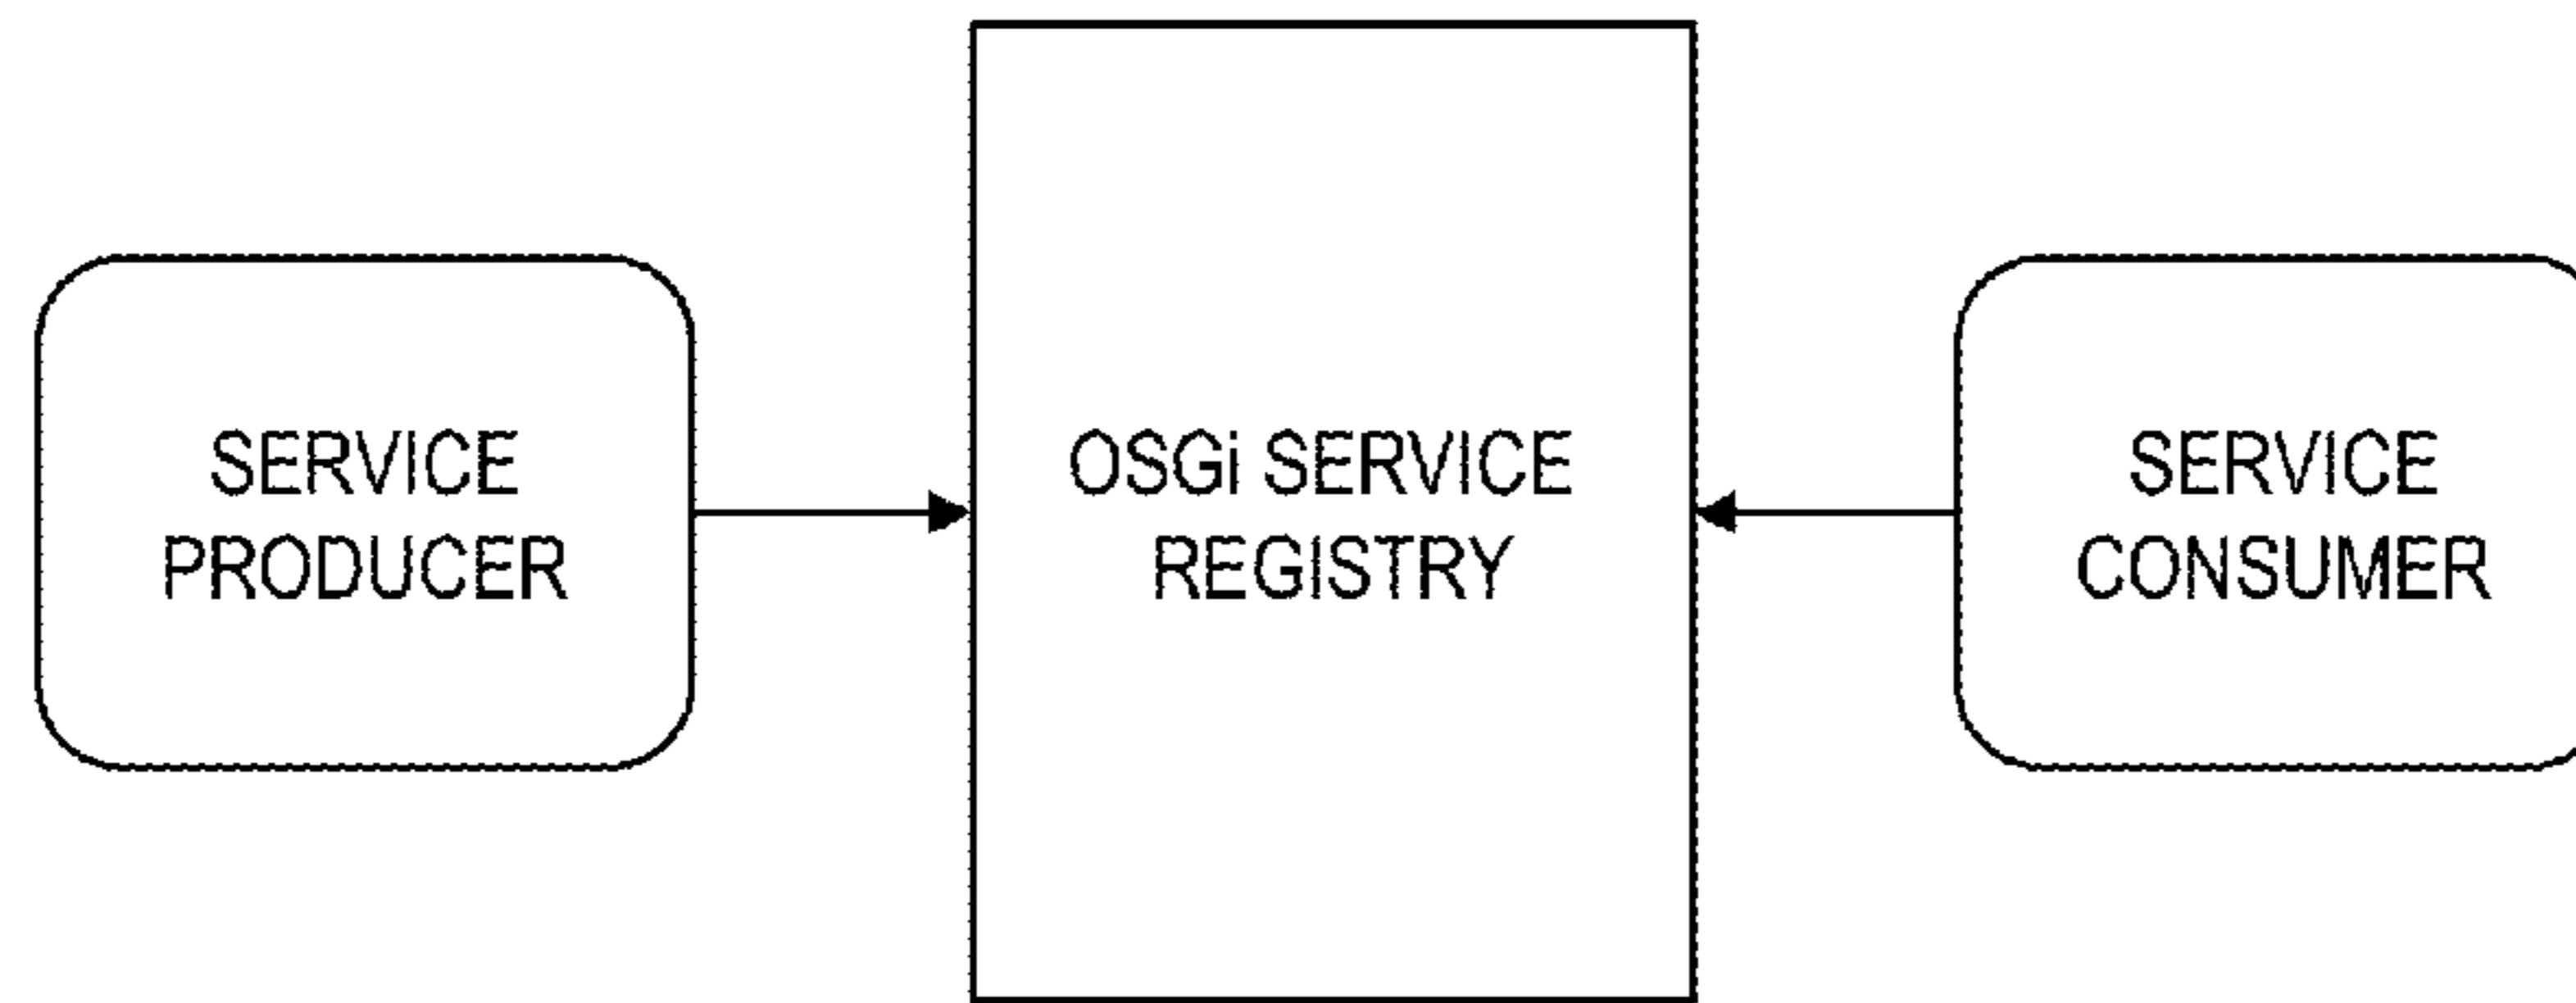 SERVICE
PRODUCER
OSGi SERVICE
REGISTRY
SERVICE
CONSUMER